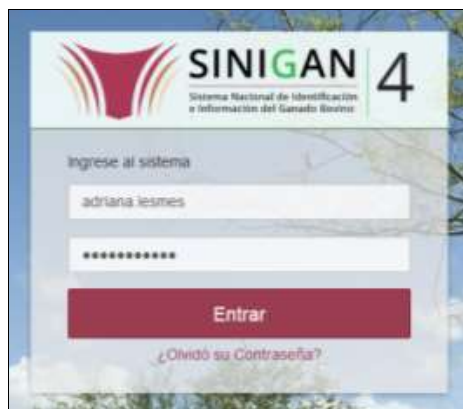 SINIGAN 4
Sistema Nacional de Identificación
e Información del Ganado Bovino
Ingrese al sistema
adriana.lesmes
•••••••••••
Entrar
¿Olvidó su Contraseña?